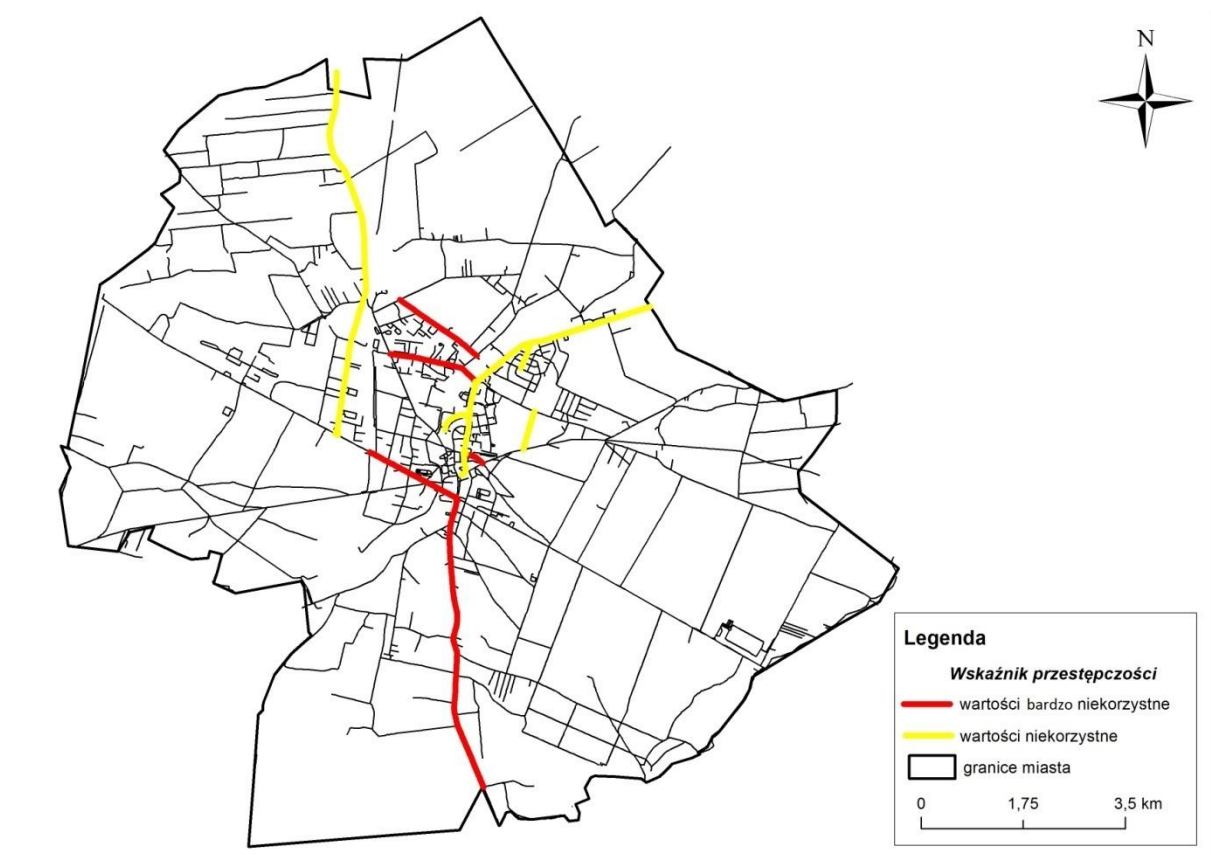 N
Legenda
Wskaźnik przestępczości
wartości bardzo niekorzystne
wartości niekorzystne
granice miasta
0 1,75 3,5 km